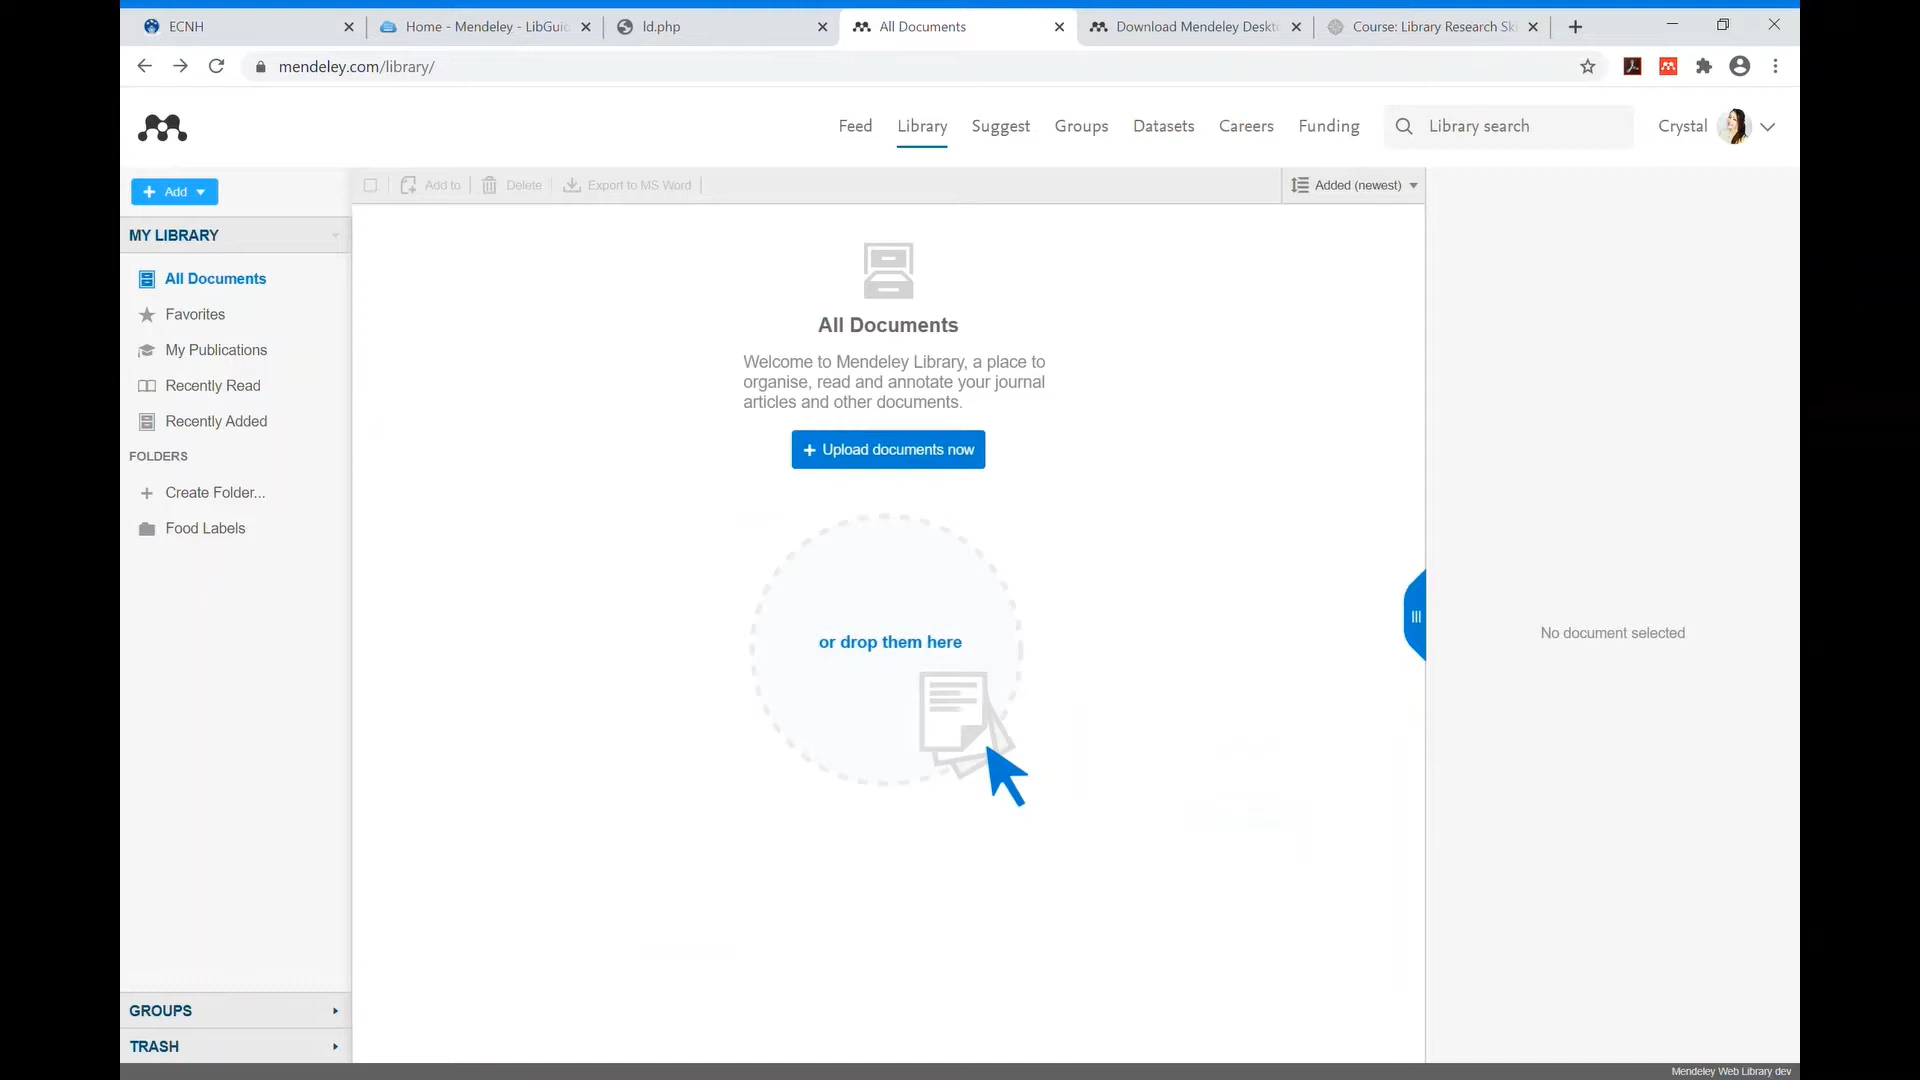 ECNH
Home - Mendeley - LibGui
ld.php
All Documents
Download Mendeley Deskt
Course: Library Research Sk
mendeley.com/library/
Feed
Library
Suggest
Groups
Datasets
Careers
Funding
Library search
Crystal
Add
Add to
Delete
Export to MS Word
Added (newest)
MY LIBRARY
All Documents
Favorites
My Publications
Recently Read
Recently Added
FOLDERS
Create Folder...
Food Labels
All Documents
Welcome to Mendeley Library, a place to
organise, read and annotate your journal
articles and other documents.
+ Upload documents now
or drop them here
No document selected
GROUPS
TRASH
Mendeley Web Library dev